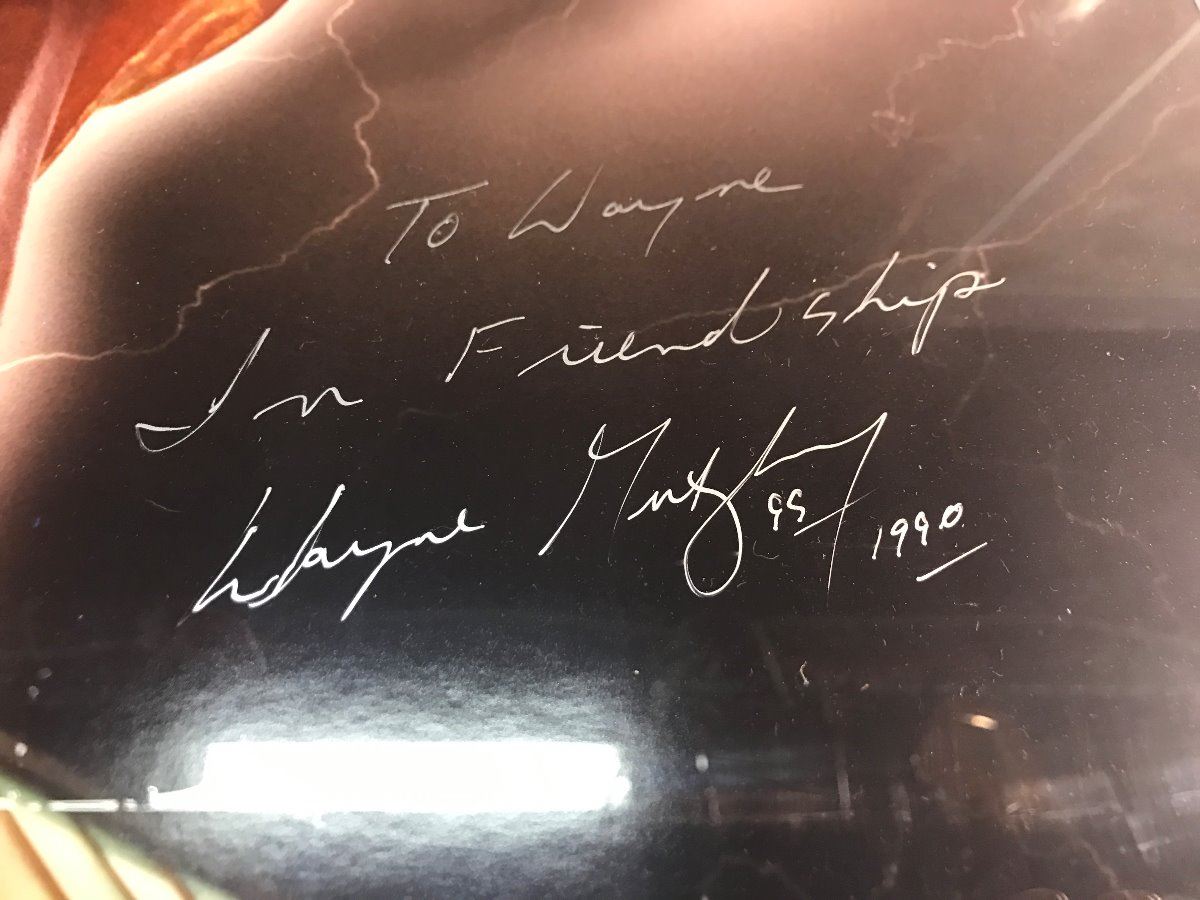 To Wayne
In Friendship
Wayne 99 1990